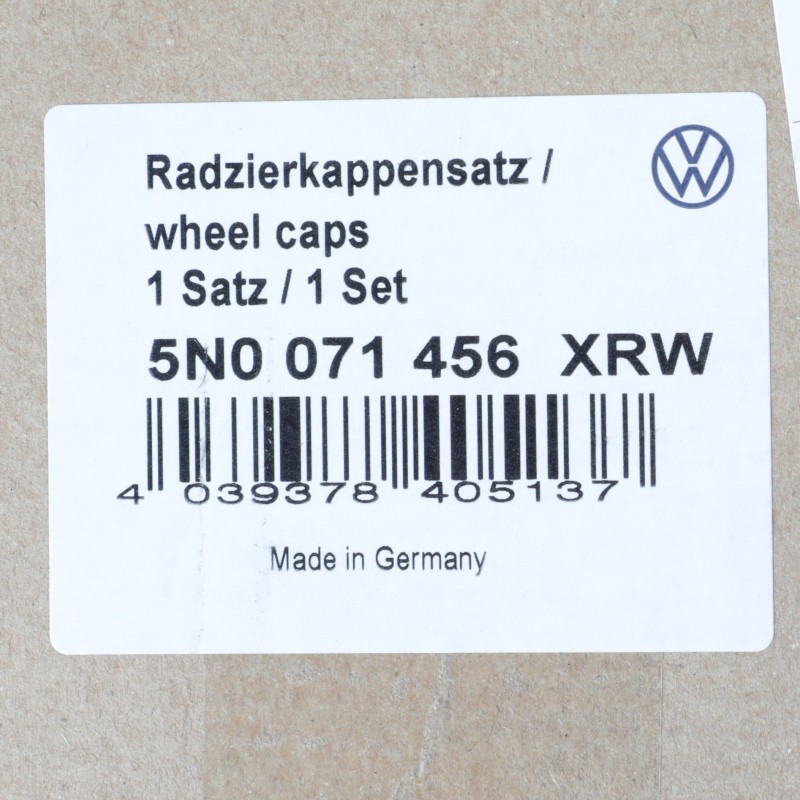 Radzierkappensatz /
wheel caps
1 Satz / 1 Set
5N0 071 456 XRW
4 039378 405137
Made in Germany